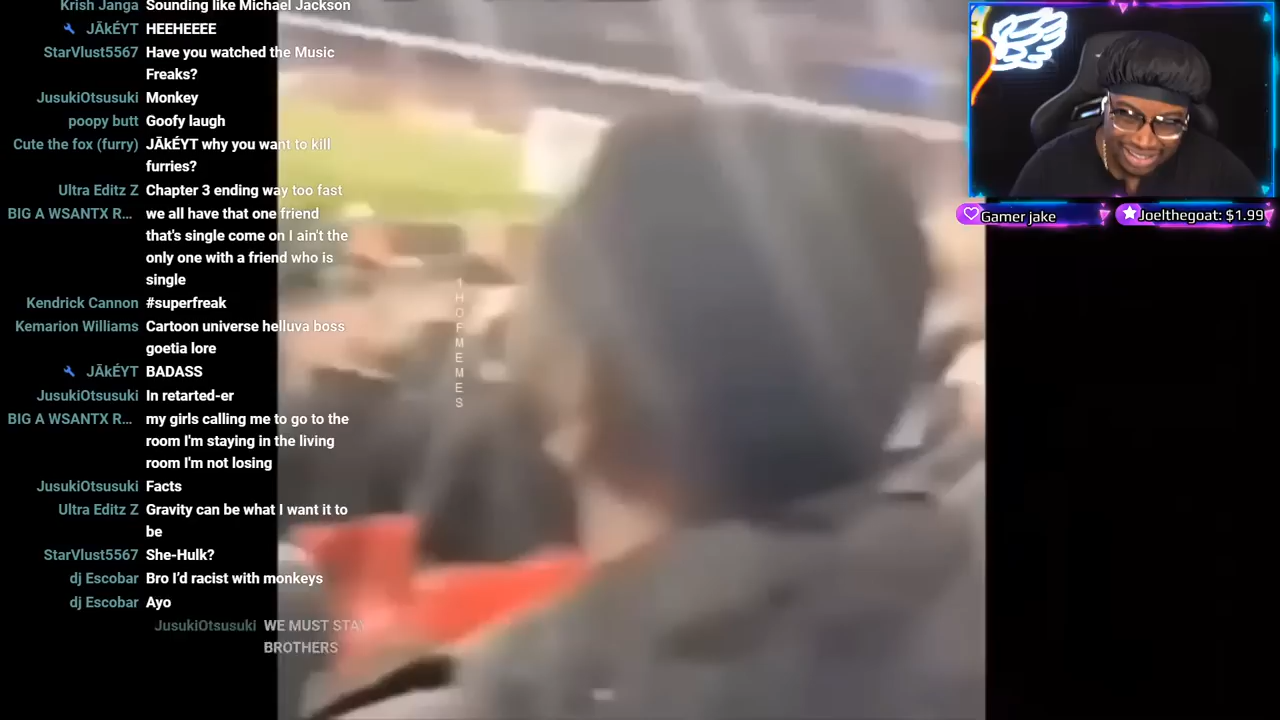 Krish Janga Sounding like Michael Jackson
JĀkÉYT HEEHEEEE
StarVlust5567 Have you watched the Music
Freaks?
JusukiOtsusuki Monkey
poopy butt Goofy laugh
Cute the fox (furry) JĀkÉYT why you want to kill
furries?
Ultra Editz Z Chapter 3 ending way too fast
BIG A WSANTX R... we all have that one friend
that's single come on I ain't the
only one with a friend who is
single
Kendrick Cannon #superfreak
Kemarion Williams Cartoon universe helluva boss
goetia lore
JĀkÉYT BADASS
JusukiOtsusuki In retarted-er
BIG A WSANTX R... my girls calling me to go to the
room I'm staying in the living
room I'm not losing
JusukiOtsusuki Facts
Ultra Editz Z Gravity can be what I want it to
be
StarVlust5567 She-Hulk?
dj Escobar Bro I'd racist with monkeys
dj Escobar Ayo
JusukiOtsusuki WE MUST STAY
BROTHERS
1HOFMEMES
Gamer jake
Joelthegoat: $1.99